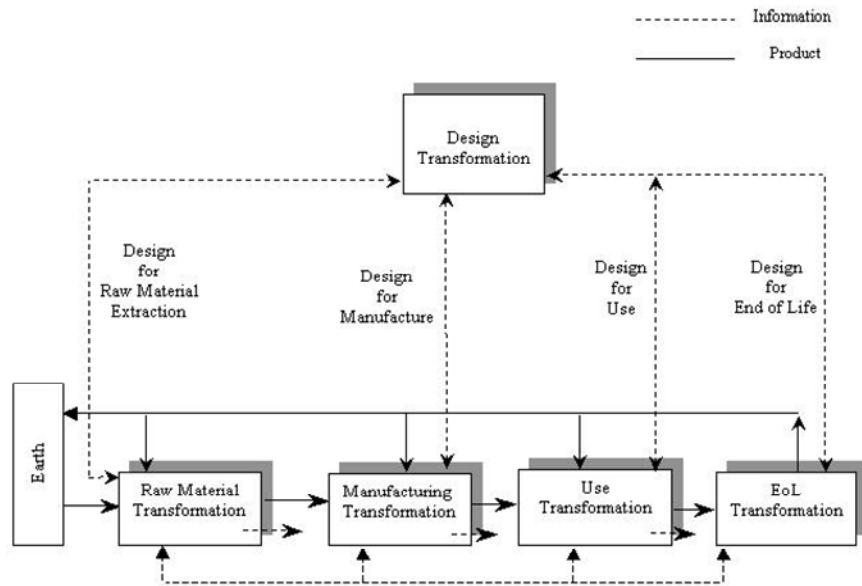 Information
Product
Design
Transformation
Design
for
Raw Material
Extraction
Design
for
Manufacture
Design
for
Use
Design
for
End of Life
Earth
Raw Material
Transformation
Manufacturing
Transformation
Use
Transformation
EoL
Transformation